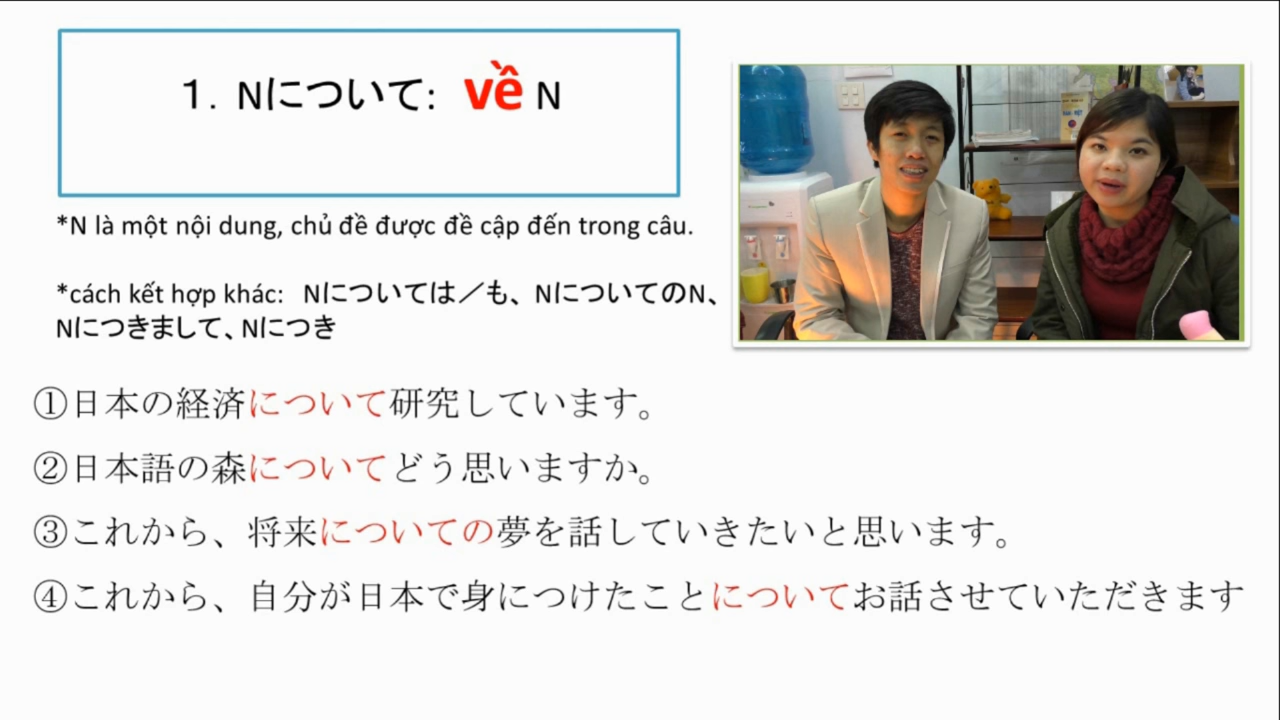 １．Nについて: về N
*N là một nội dung, chủ đề được đề cập đến trong câu.
*cách kết hợp khác: Nについては／も、NについてのN、
Nにつきまして、Nにつき
①日本の経済について研究しています。
②日本語の森についてどう思いますか。
③これから、将来についての夢を話していきたいと思います。
④これから、自分が日本で身につけたことについてお話させていただきます